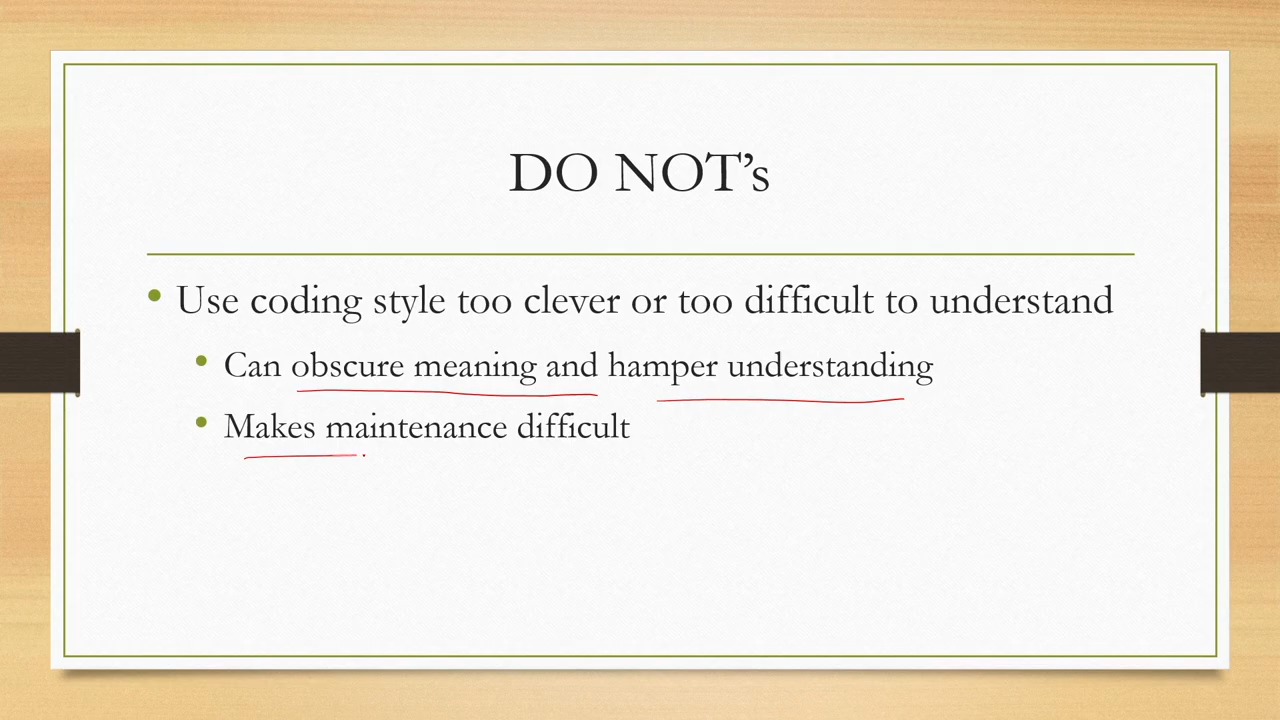 DO NOT’s
Use coding style too clever or too difficult to understand
Can obscure meaning and hamper understanding
Makes maintenance difficult